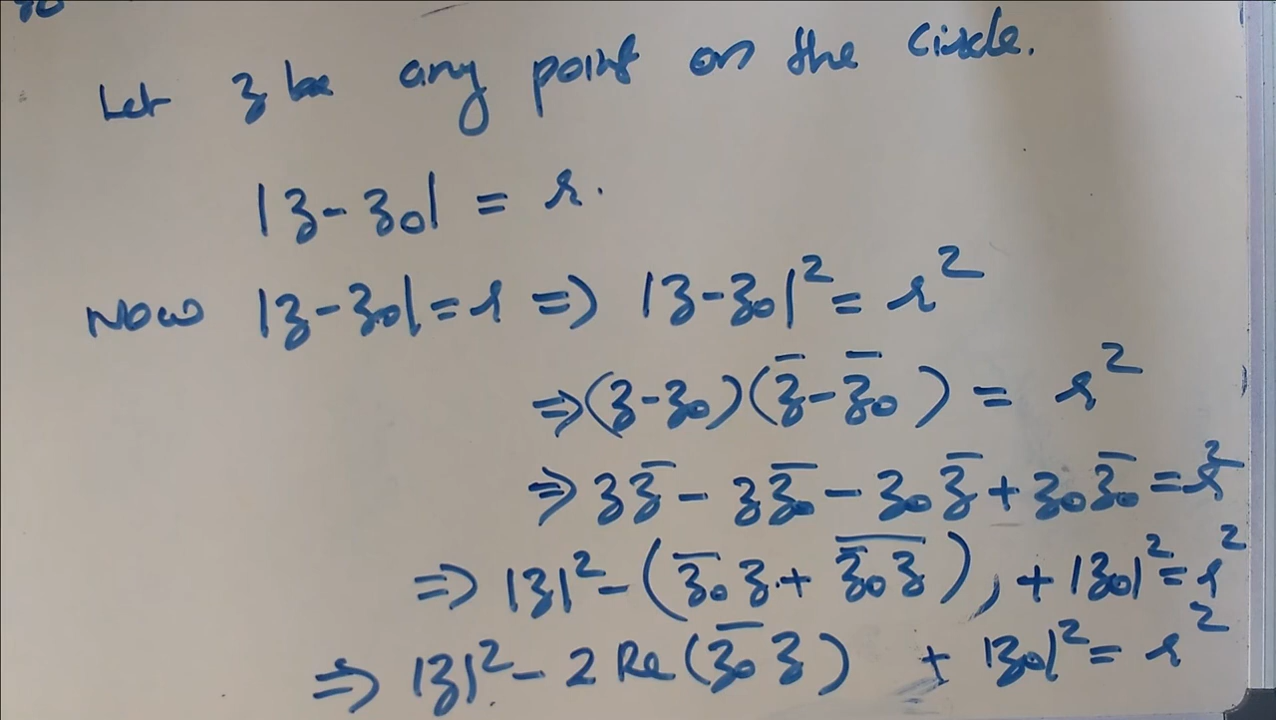 Let z be any point on the circle.
|z - z₀| = r.
Now |z - z₀| = r ⇒ |z - z₀|² = r²
⇒ (z - z₀)(z̄ - z̄₀) = r²
⇒ zz̄ - zz̄₀ - z₀z̄ + z₀z̄₀ = r²
⇒ |z|² - (z̄₀z + \overline{z̄₀z}), + |z₀|² = r²
⇒ |z|² - 2 Re(z̄₀z) + |z₀|² = r²